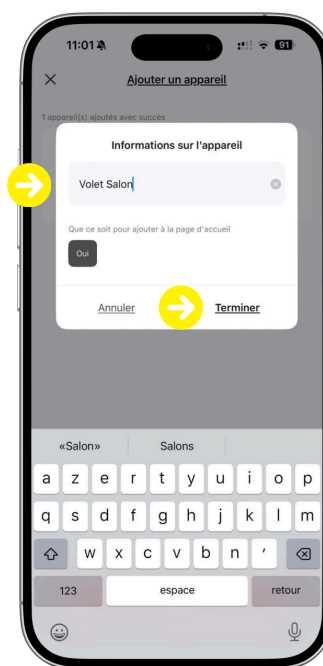 11:01
91
Ajouter un appareil
1 appareil(s) ajoutés avec succès
Informations sur l'appareil
Volet Salon
Que ce soit pour ajouter à la page d'accueil
Oui
Annuler
Terminer
«Salon» Salons
a z e r t y u i o p
q s d f g h j k l m
w x c v b n '
123 espace retour